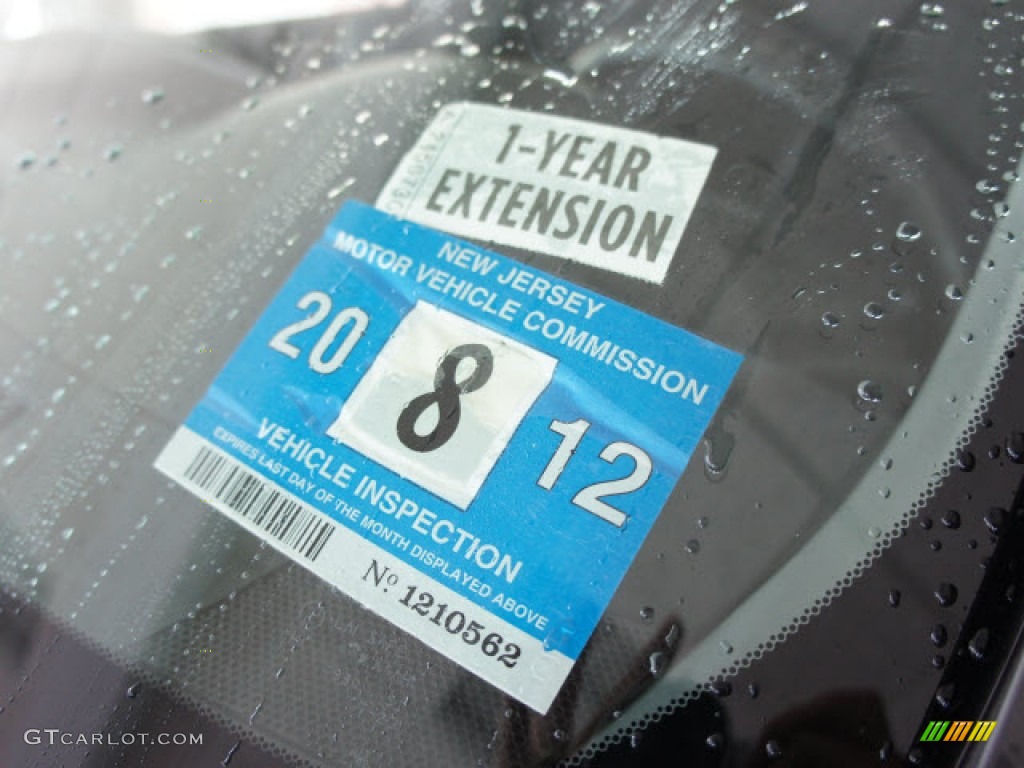 1-YEAR
EXTENSION
NEW JERSEY
MOTOR VEHICLE COMMISSION
20 8 12
VEHICLE INSPECTION
EXPIRES LAST DAY OF THE MONTH DISPLAYED ABOVE
Nº 1210562
GTCARLOT.COM